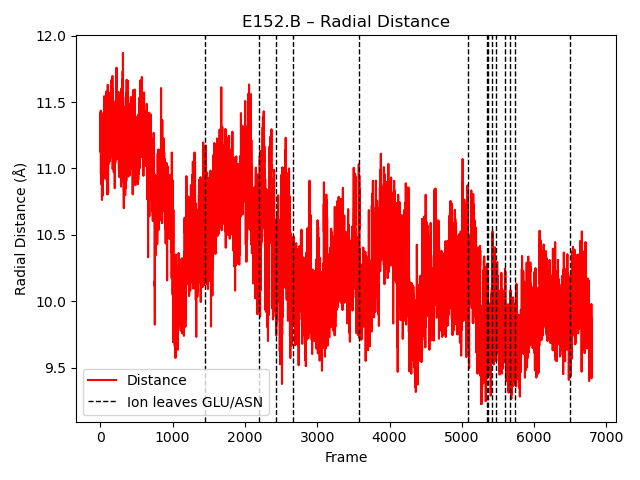 E152.B – Radial Distance
12.0
11.5
11.0
10.5
10.0
9.5
Radial Distance (Å)
Distance
Ion leaves GLU/ASN
0 1000 2000 3000 4000 5000 6000 7000
Frame